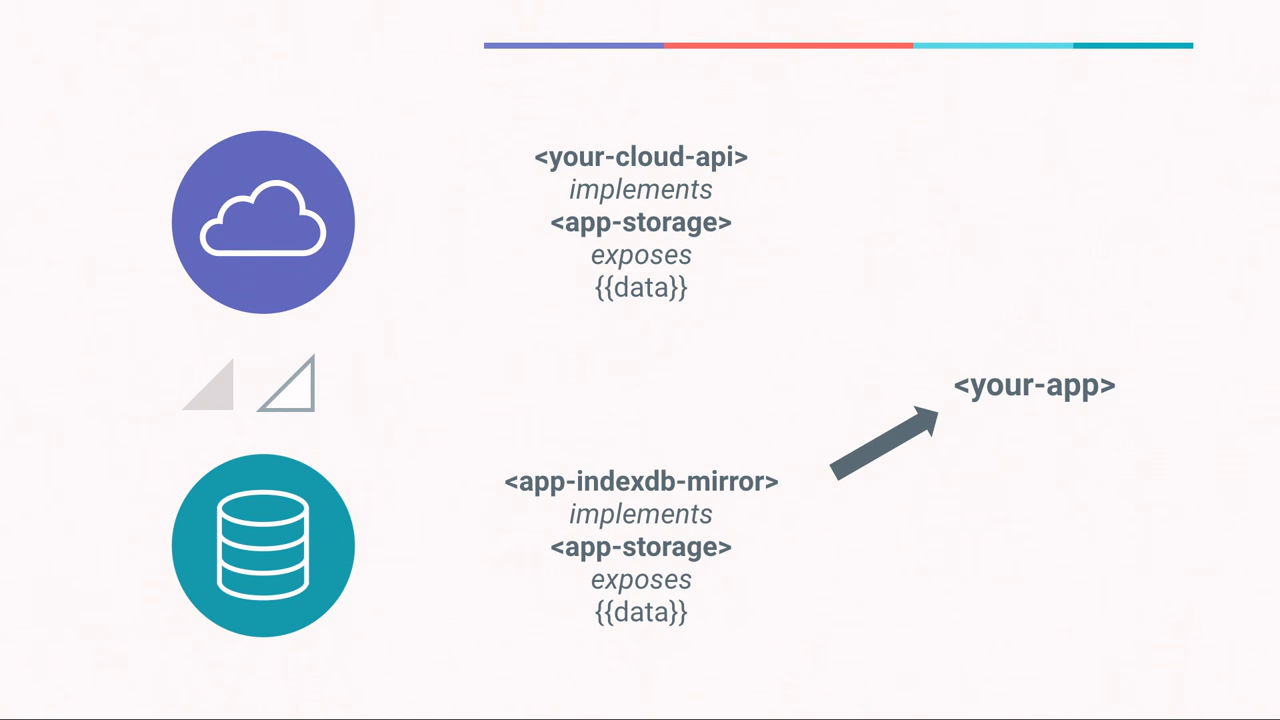 <your-cloud-api>
implements
<app-storage>
exposes
{{data}}
<your-app>
<app-indexdb-mirror>
implements
<app-storage>
exposes
{{data}}